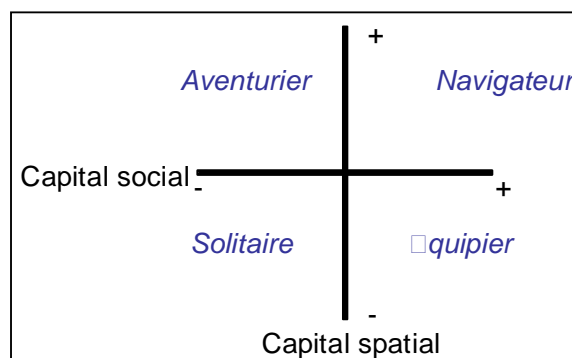 +
Aventurier Navigateur
Capital social - +
Solitaire □quipier
-
Capital spatial